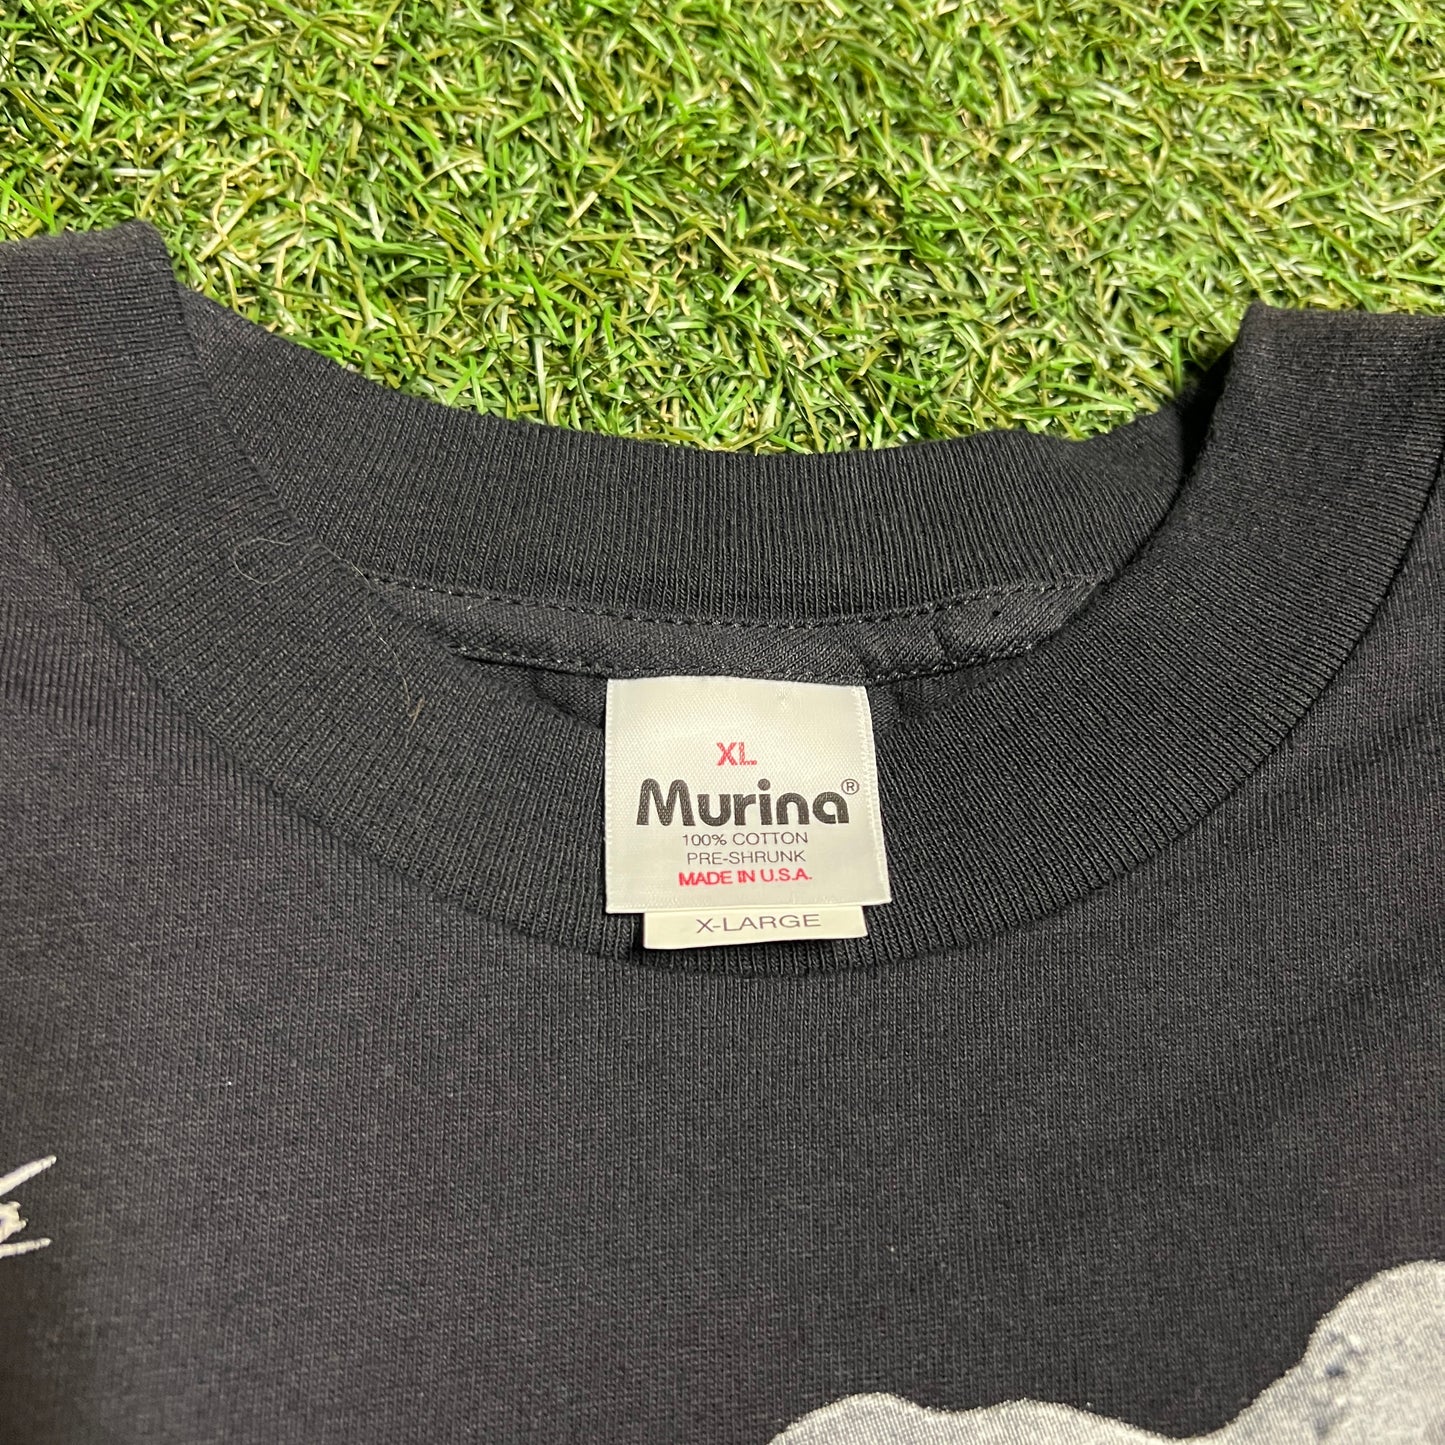 XL
Murina®
100% COTTON
PRE-SHRUNK
MADE IN U.S.A.
X-LARGE